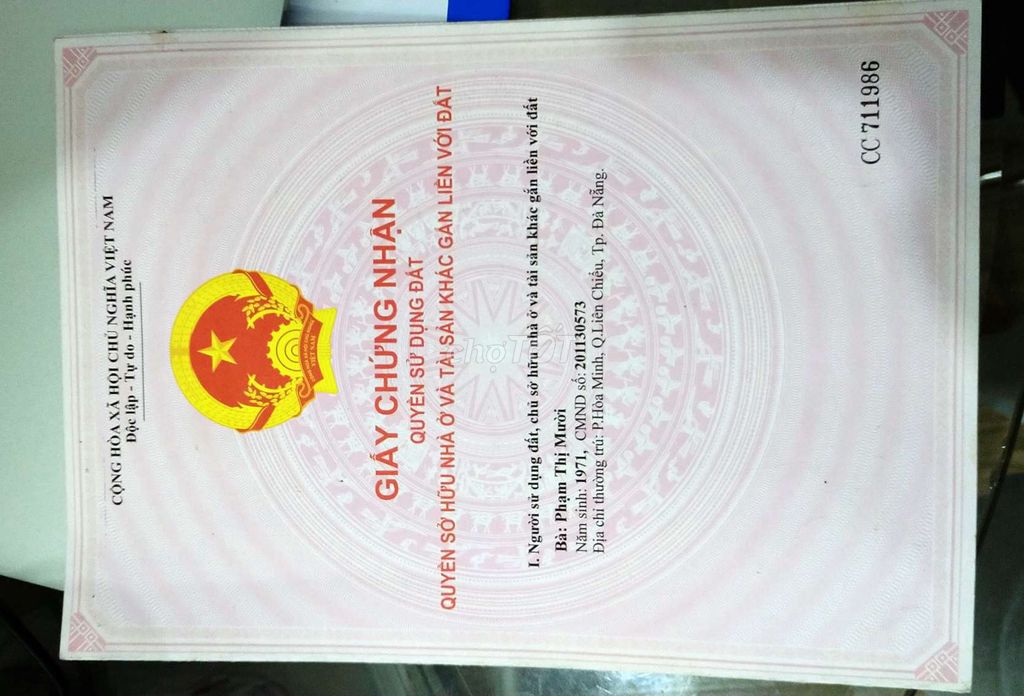 CỘNG HÒA XÃ HỘI CHỦ NGHĨA VIỆT NAM
Độc lập - Tự do - Hạnh phúc
VIỆT NAM
GIẤY CHỨNG NHẬN
QUYỀN SỬ DỤNG ĐẤT
QUYỀN SỞ HỮU NHÀ Ở VÀ TÀI SẢN KHÁC GẮN LIỀN VỚI ĐẤT
chợTỐT
I. Người sử dụng đất, chủ sở hữu nhà ở và tài sản khác gắn liền với đất
Bà: Phạm Thị Mười
Năm sinh: 1971, CMND số: 201130573
Địa chỉ thường trú: P.Hòa Minh, Q.Liên Chiểu, Tp. Đà Nẵng.
CC 711986